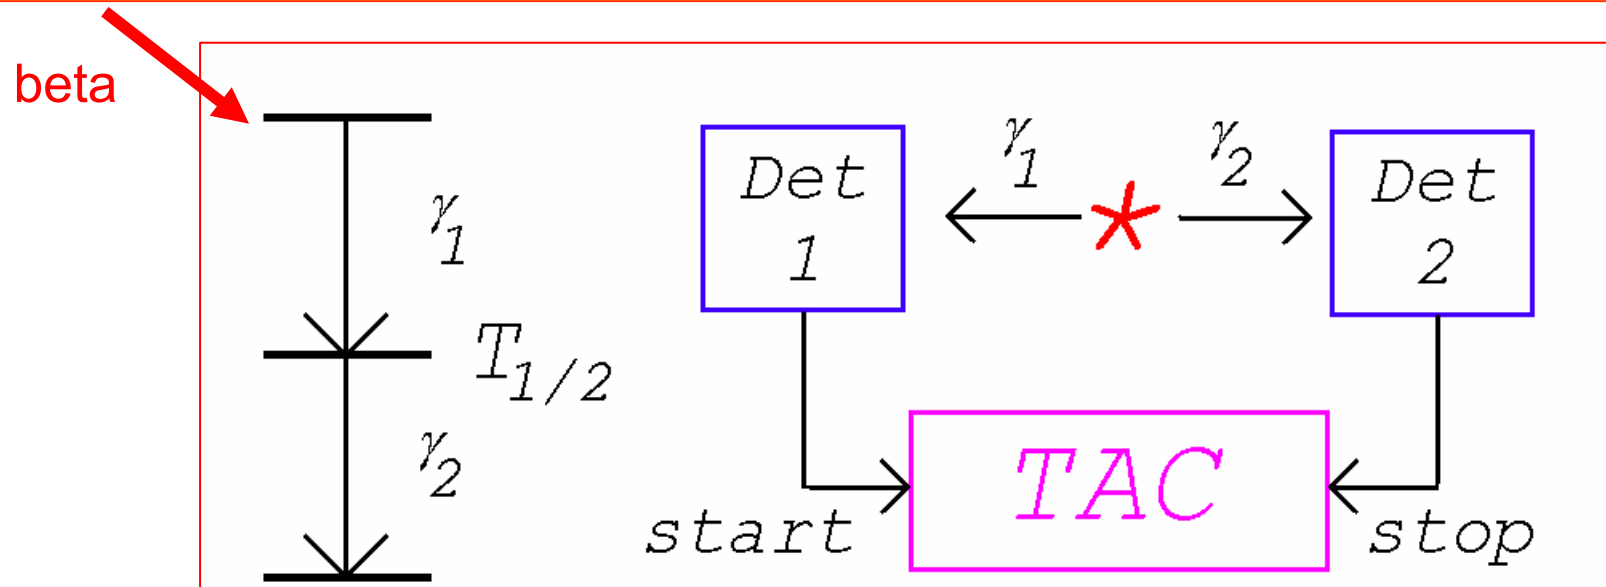 beta
γ1
T1/2
γ2
Det
1
γ1
γ2
Det
2
TAC
start
stop